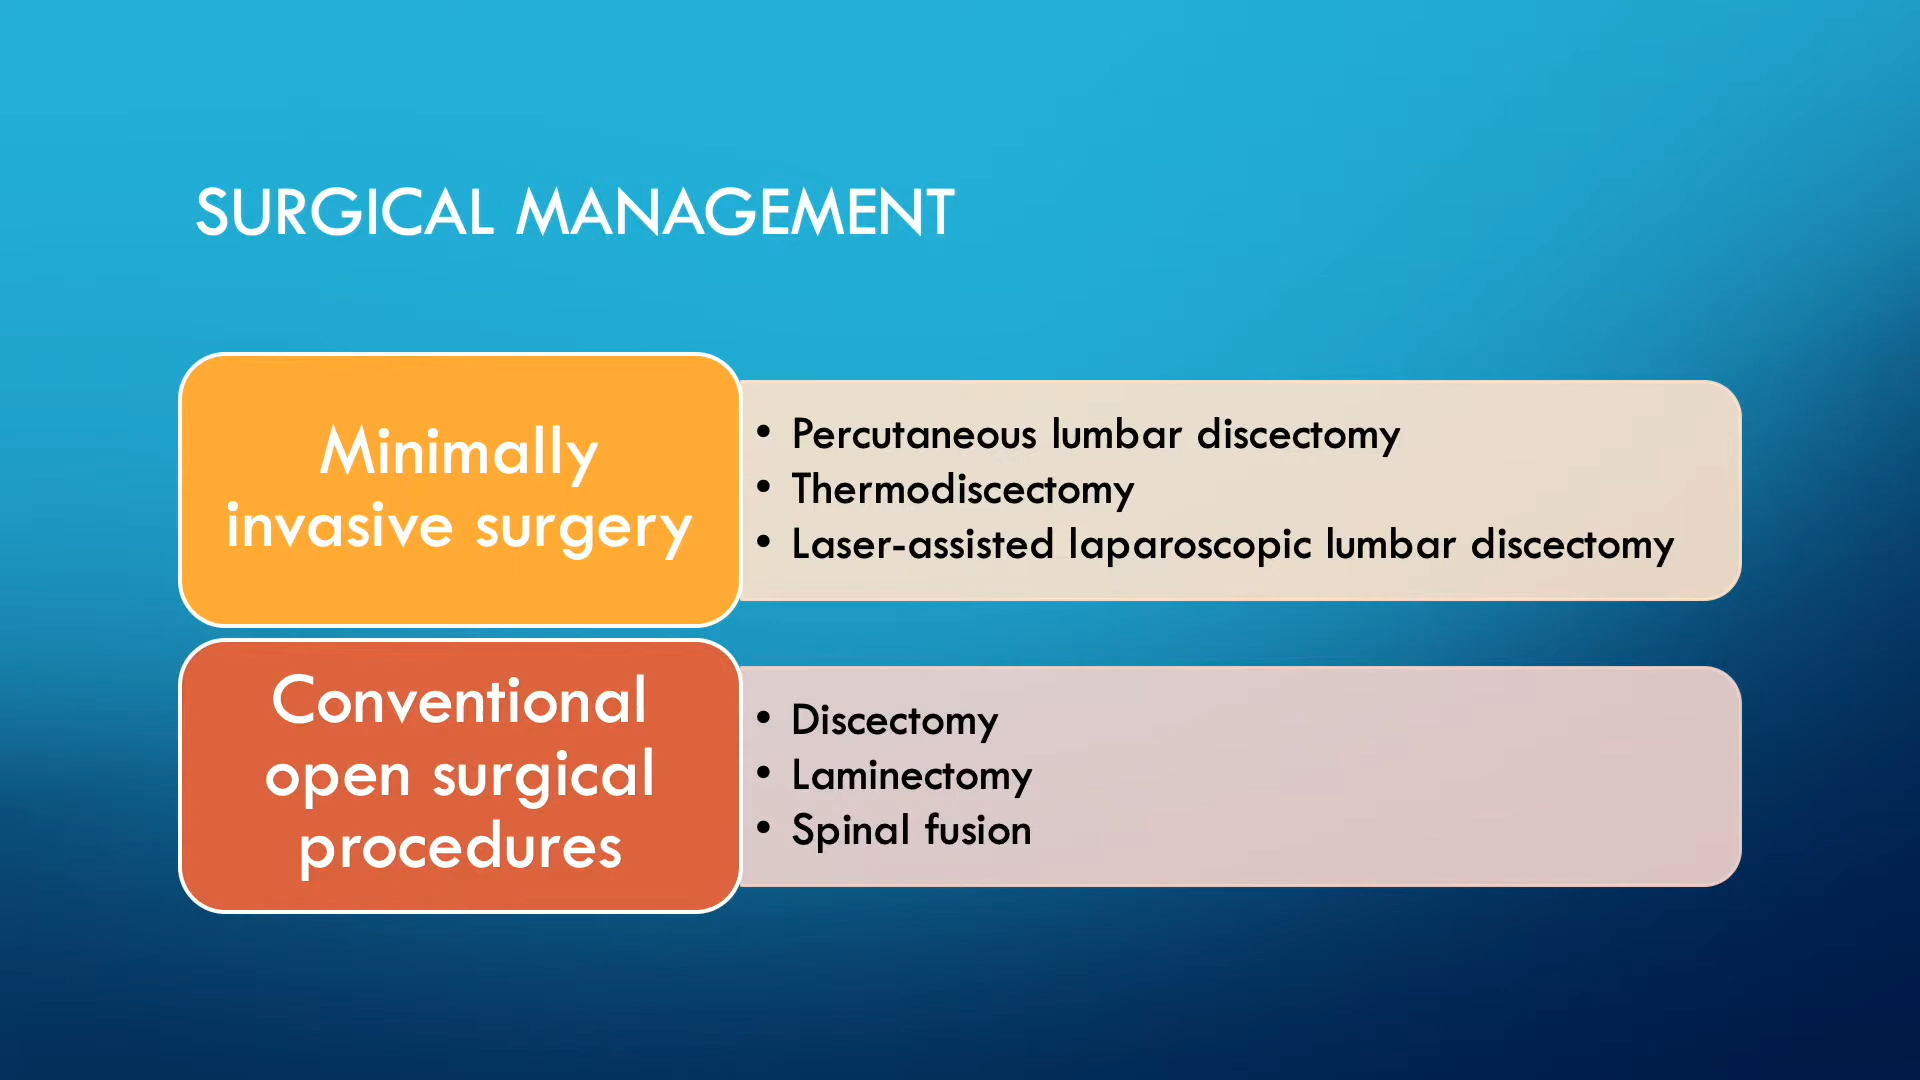 SURGICAL MANAGEMENT
Minimally
invasive surgery
• Percutaneous lumbar discectomy
• Thermodiscectomy
• Laser-assisted laparoscopic lumbar discectomy
Conventional
open surgical
procedures
• Discectomy
• Laminectomy
• Spinal fusion